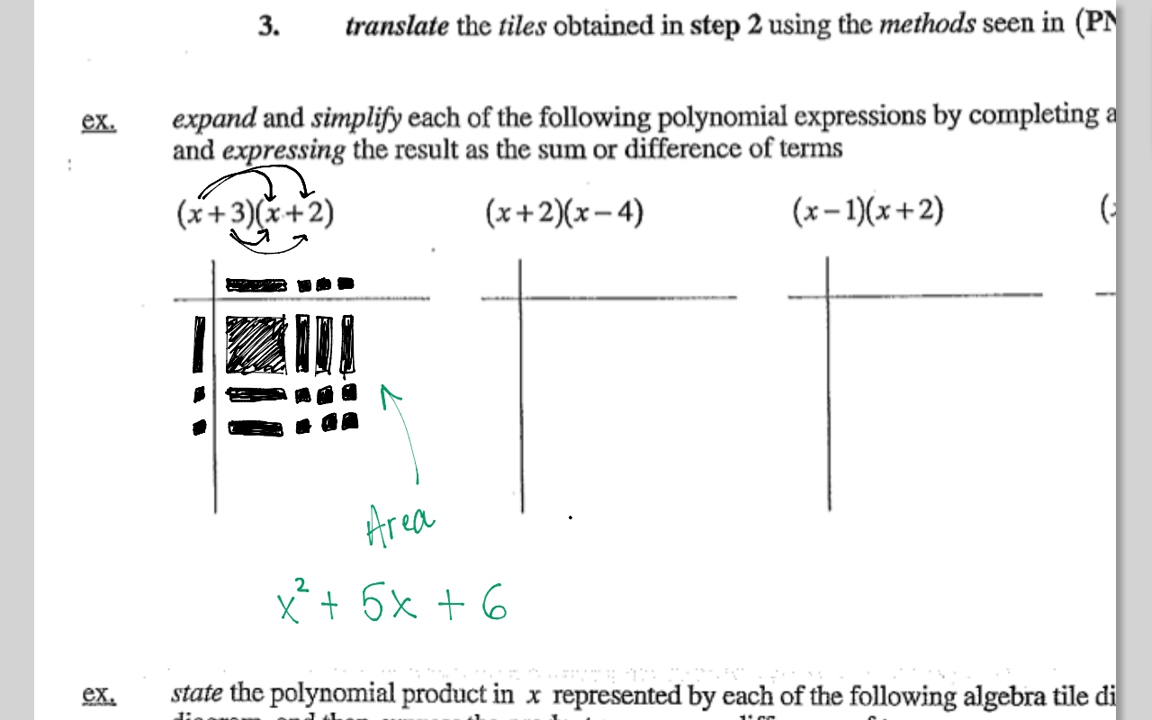 3. translate the tiles obtained in step 2 using the methods seen in (PN
ex. expand and simplify each of the following polynomial expressions by completing a
and expressing the result as the sum or difference of terms
(x+3)(x+2) (x+2)(x−4) (x−1)(x+2) (
Area
x² + 5x + 6
ex. state the polynomial product in x represented by each of the following algebra tile di